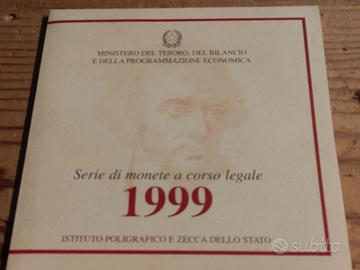 MINISTERO DEL TESORO, DEL BILANCIO
E DELLA PROGRAMMAZIONE ECONOMICA
Serie di monete a corso legale
1999
ISTITUTO POLIGRAFICO E ZECCA DELLO STATO
subito